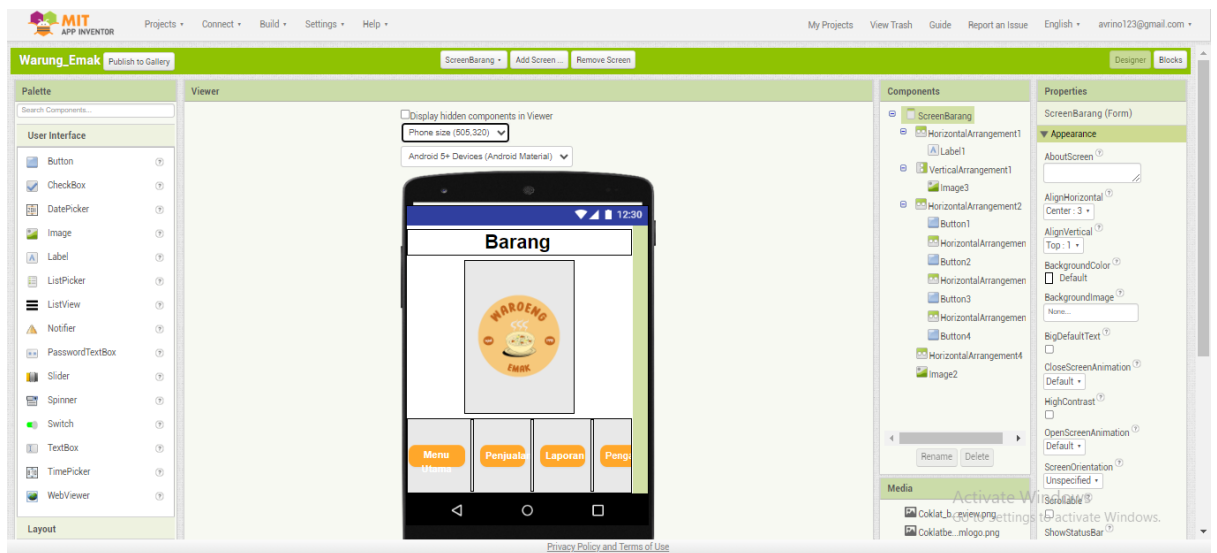 MIT
APP INVENTOR
Projects
Connect
Build
Settings
Help
My Projects
View Trash
Guide
Report an Issue
English
avrino123@gmail.com
Warung_Emak
Publish to Gallery
ScreenBarang
Add Screen ...
Remove Screen
Designer
Blocks
Palette
Search Components...
User Interface
Button
CheckBox
DatePicker
Image
Label
ListPicker
ListView
Notifier
PasswordTextBox
Slider
Spinner
Switch
TextBox
TimePicker
WebViewer
Layout
Viewer
Display hidden components in Viewer
Phone size (505,320)
Android 5+ Devices (Android Material)
12:30
Barang
WAROENG
EMAK
Menu
Utama
Penjuala
Laporan
Penga
Components
ScreenBarang
HorizontalArrangement1
Label1
VerticalArrangement1
Image3
HorizontalArrangement2
Button1
HorizontalArrangemen
Button2
HorizontalArrangemen
Button3
HorizontalArrangemen
Button4
HorizontalArrangement4
Image2
Rename
Delete
Media
Coklat_b...eview.png
Coklatbe...mlogo.png
Properties
ScreenBarang (Form)
Appearance
AboutScreen
AlignHorizontal
Center : 3
AlignVertical
Top : 1
BackgroundColor
Default
BackgroundImage
None...
BigDefaultText
CloseScreenAnimation
Default
HighContrast
OpenScreenAnimation
Default
ScreenOrientation
Unspecified
Scrollable
ShowStatusBar
Activate Windows
Go to Settings to activate Windows.
Privacy Policy and Terms of Use